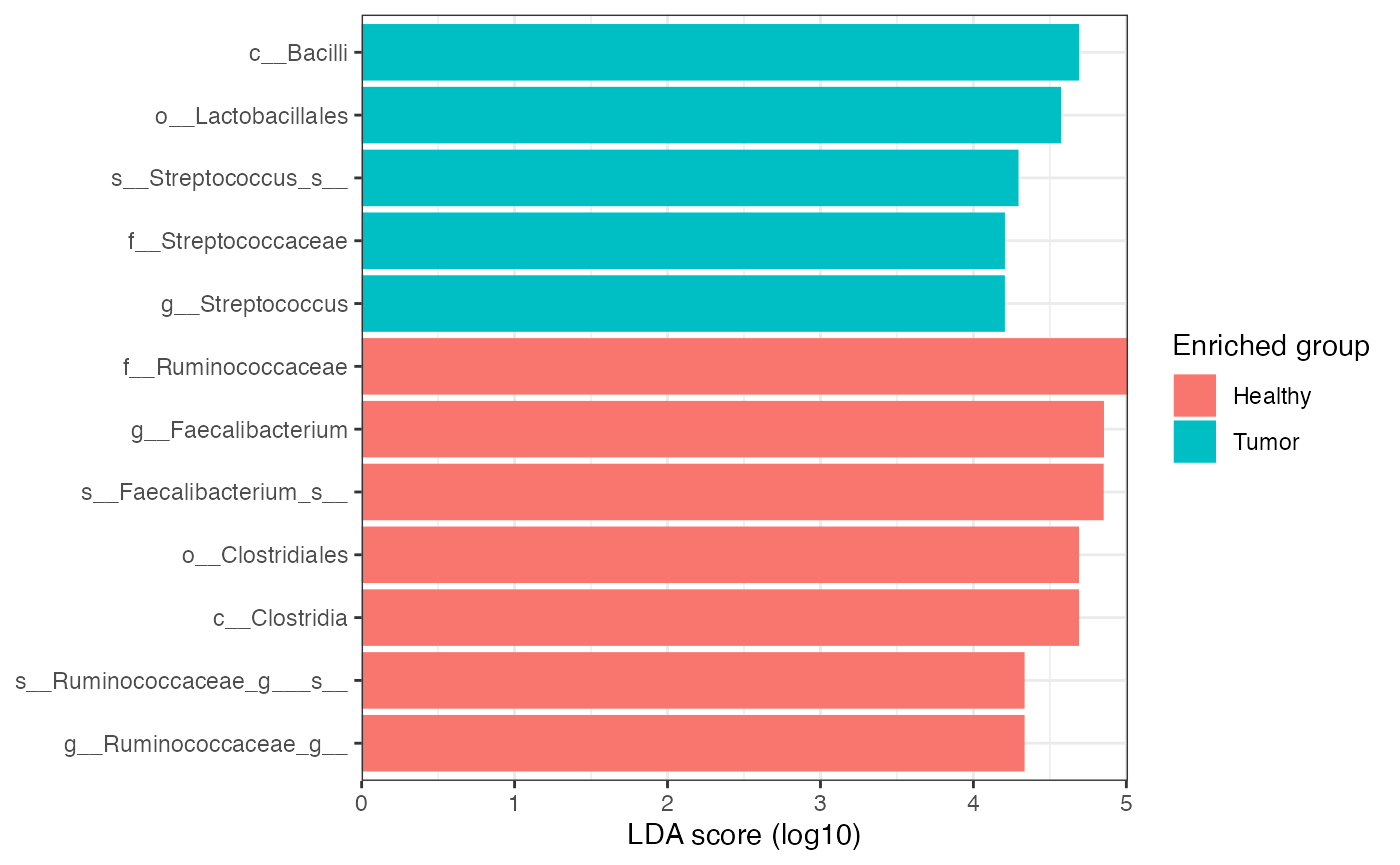 c__Bacilli
o__Lactobacillales
s__Streptococcus_s__
f__Streptococcaceae
g__Streptococcus
f__Ruminococcaceae
g__Faecalibacterium
s__Faecalibacterium_s__
o__Clostridiales
c__Clostridia
s__Ruminococcaceae_g___s__
g__Ruminococcaceae_g__
0 1 2 3 4 5
LDA score (log10)
Enriched group
Healthy
Tumor